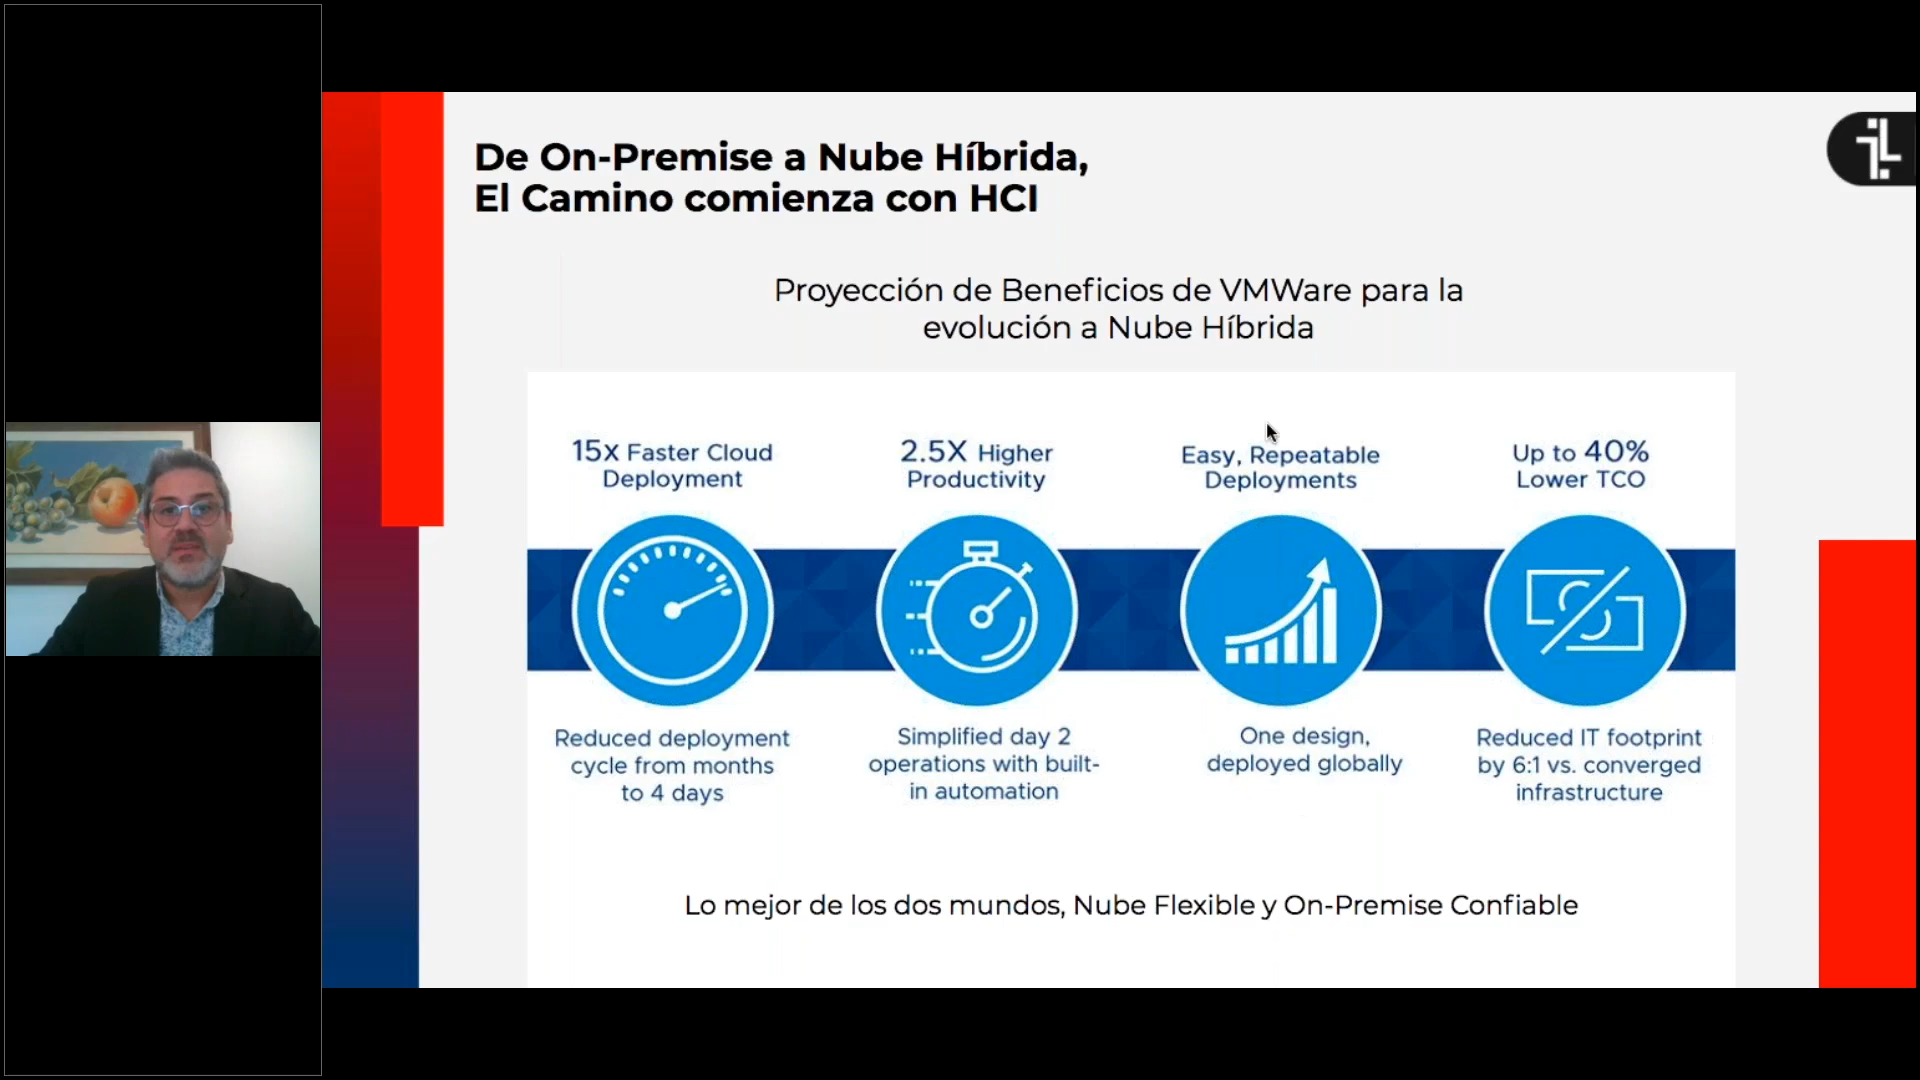 De On-Premise a Nube Híbrida,
El Camino comienza con HCI
Proyección de Beneficios de VMWare para la
evolución a Nube Híbrida
15x Faster Cloud
Deployment
2.5X Higher
Productivity
Easy, Repeatable
Deployments
Up to 40%
Lower TCO
Reduced deployment
cycle from months
to 4 days
Simplified day 2
operations with built-
in automation
One design,
deployed globally
Reduced IT footprint
by 6:1 vs. converged
infrastructure
Lo mejor de los dos mundos, Nube Flexible y On-Premise Confiable